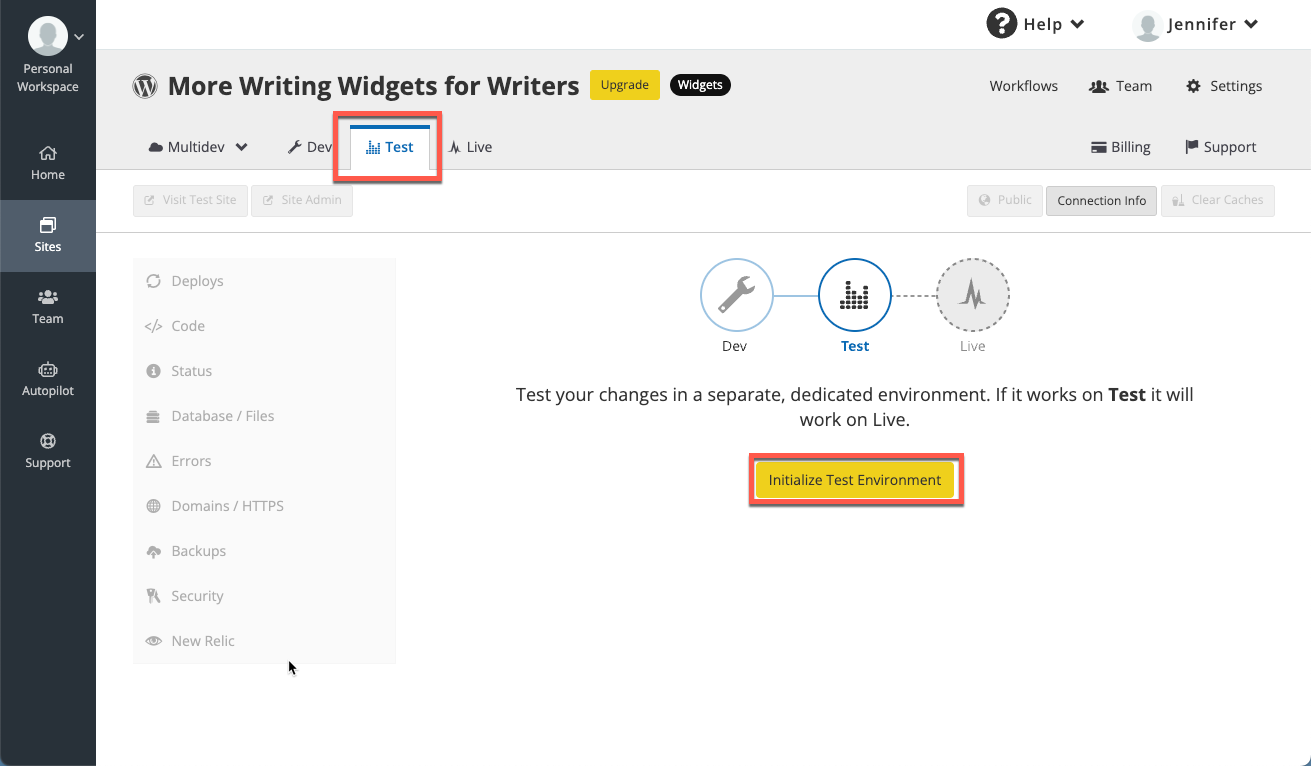 Help
Jennifer
Personal
Workspace
More Writing Widgets for Writers
Upgrade
Widgets
Workflows
Team
Settings
Multidev
Dev
Test
Live
Billing
Support
Home
Sites
Team
Autopilot
Support
Visit Test Site
Site Admin
Public
Connection Info
Clear Caches
Deploys
</> Code
Status
Database / Files
Errors
Domains / HTTPS
Backups
Security
New Relic
Dev
Test
Live
Test your changes in a separate, dedicated environment. If it works on Test it will
work on Live.
Initialize Test Environment